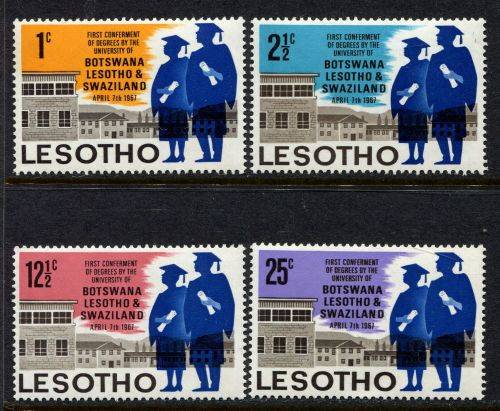 1c
FIRST CONFERMENT
OF DEGREES BY THE
UNIVERSITY OF
BOTSWANA
LESOTHO &
SWAZILAND
APRIL 7th 1967
LESOTHO
2½c
FIRST CONFERMENT
OF DEGREES BY THE
UNIVERSITY OF
BOTSWANA
LESOTHO &
SWAZILAND
APRIL 7th 1967
LESOTHO
12½c
FIRST CONFERMENT
OF DEGREES BY THE
UNIVERSITY OF
BOTSWANA
LESOTHO &
SWAZILAND
APRIL 7th 1967
LESOTHO
25c
FIRST CONFERMENT
OF DEGREES BY THE
UNIVERSITY OF
BOTSWANA
LESOTHO &
SWAZILAND
APRIL 7th 1967
LESOTHO